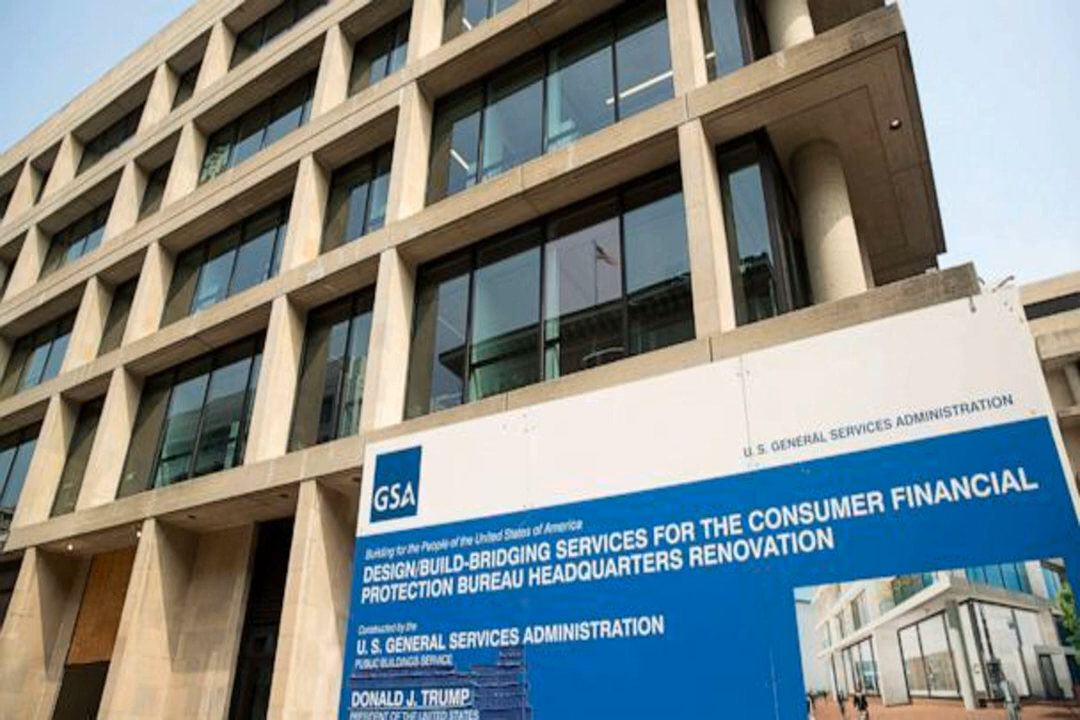 U. S. GENERAL SERVICES ADMINISTRATION
GSA
Building for the People of the United States of America
DESIGN/BUILD-BRIDGING SERVICES FOR THE CONSUMER FINANCIAL
PROTECTION BUREAU HEADQUARTERS RENOVATION
Constructed by the
U. S. GENERAL SERVICES ADMINISTRATION
PUBLIC BUILDINGS SERVICE
DONALD J. TRUMP
PRESIDENT OF THE UNITED STATES